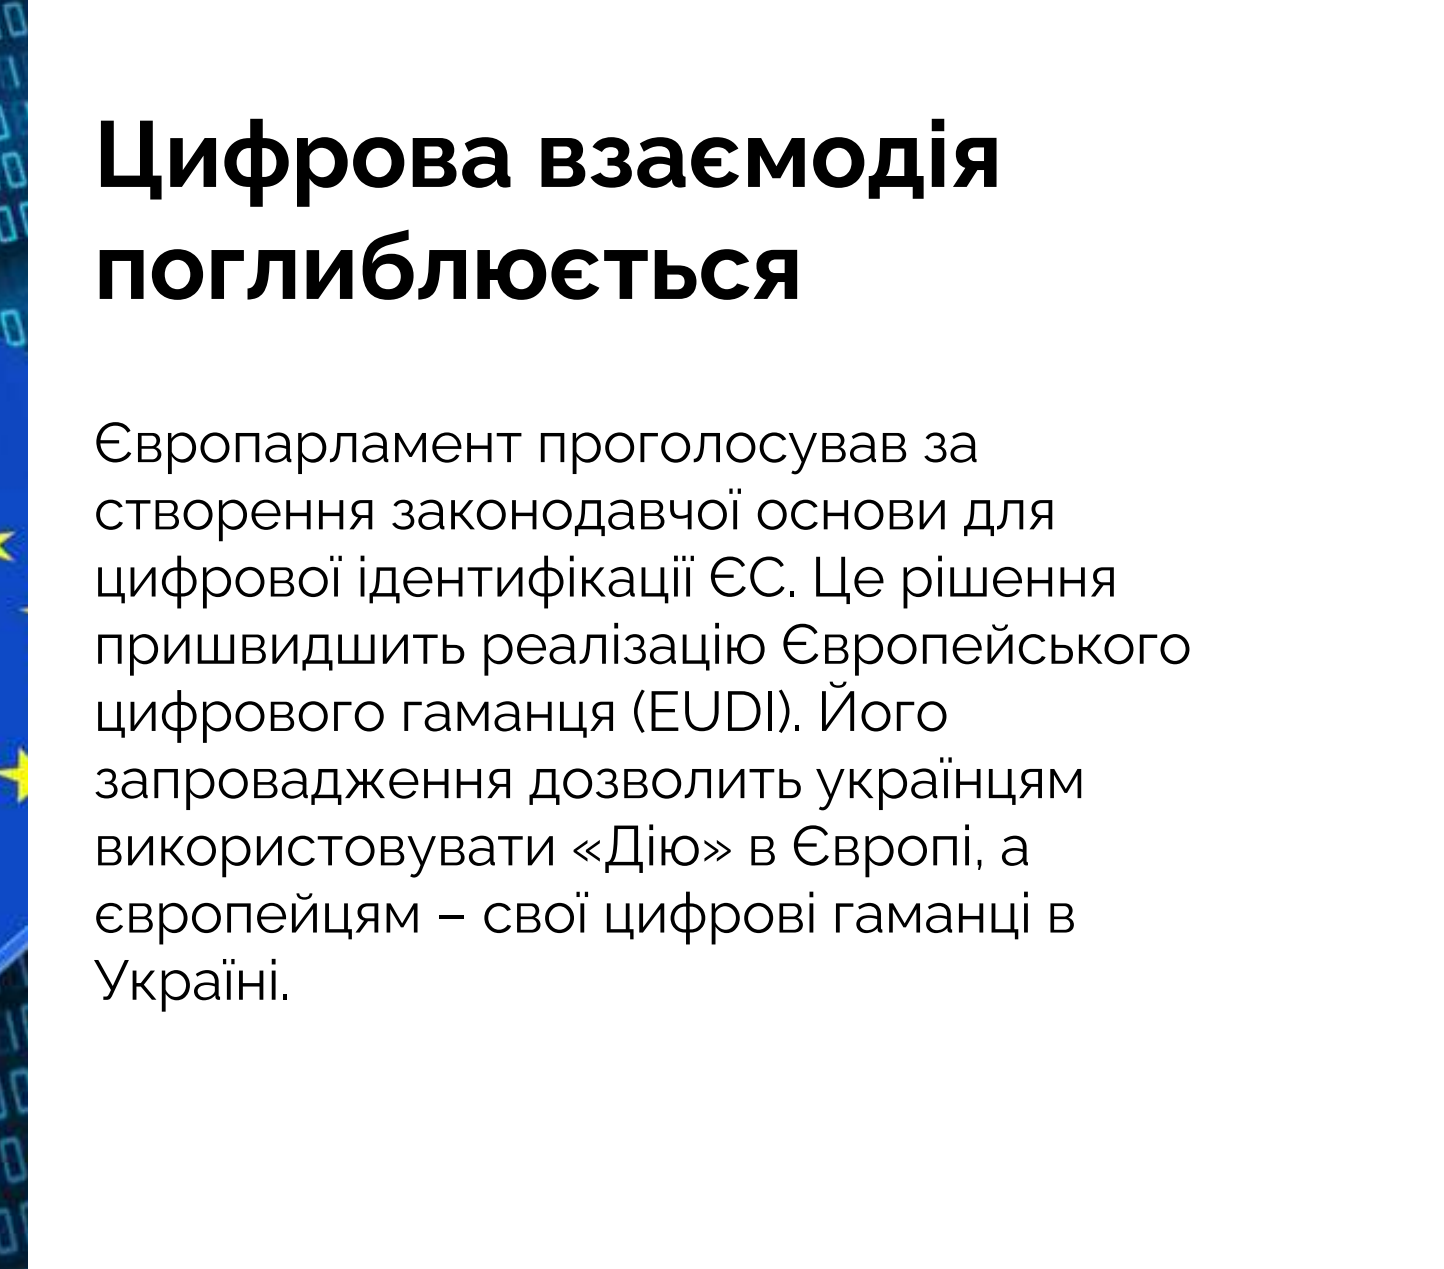 Цифрова взаємодія
поглиблюється
Європарламент проголосував за
створення законодавчої основи для
цифрової ідентифікації ЄС. Це рішення
пришвидшить реалізацію Європейського
цифрового гаманця (EUDI). Його
запровадження дозволить українцям
використовувати «Дію» в Європі, а
європейцям – свої цифрові гаманці в
Україні.